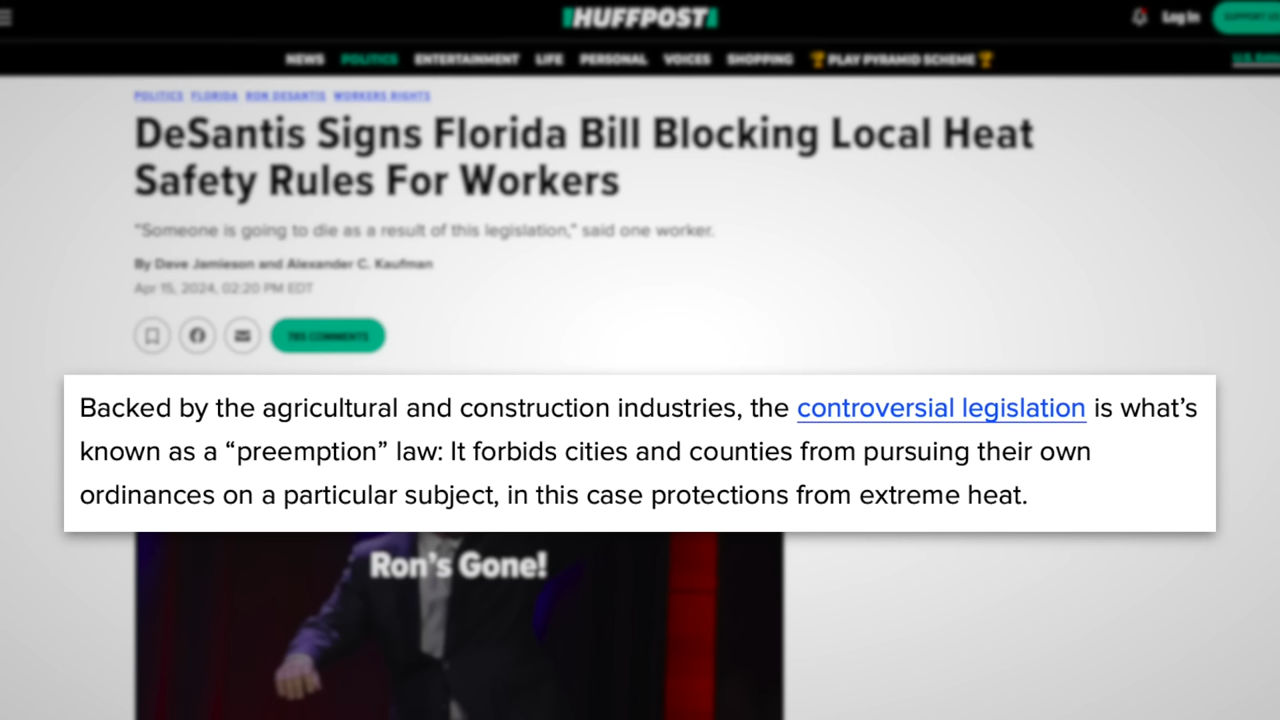 HUFFPOST
Log In
SUPPORT US
NEWS POLITICS ENTERTAINMENT LIFE PERSONAL VOICES SHOPPING 🏆 PLAY PYRAMID SCHEME 🏆
POLITICS FLORIDA RON DESANTIS WORKERS RIGHTS
DeSantis Signs Florida Bill Blocking Local Heat
Safety Rules For Workers
“Someone is going to die as a result of this legislation,” said one worker.
By Dave Jamieson and Alexander C. Kaufman
Apr 15, 2024, 02:20 PM EDT
COMMENTS
Backed by the agricultural and construction industries, the controversial legislation is what’s
known as a “preemption” law: It forbids cities and counties from pursuing their own
ordinances on a particular subject, in this case protections from extreme heat.
Ron’s Gone!